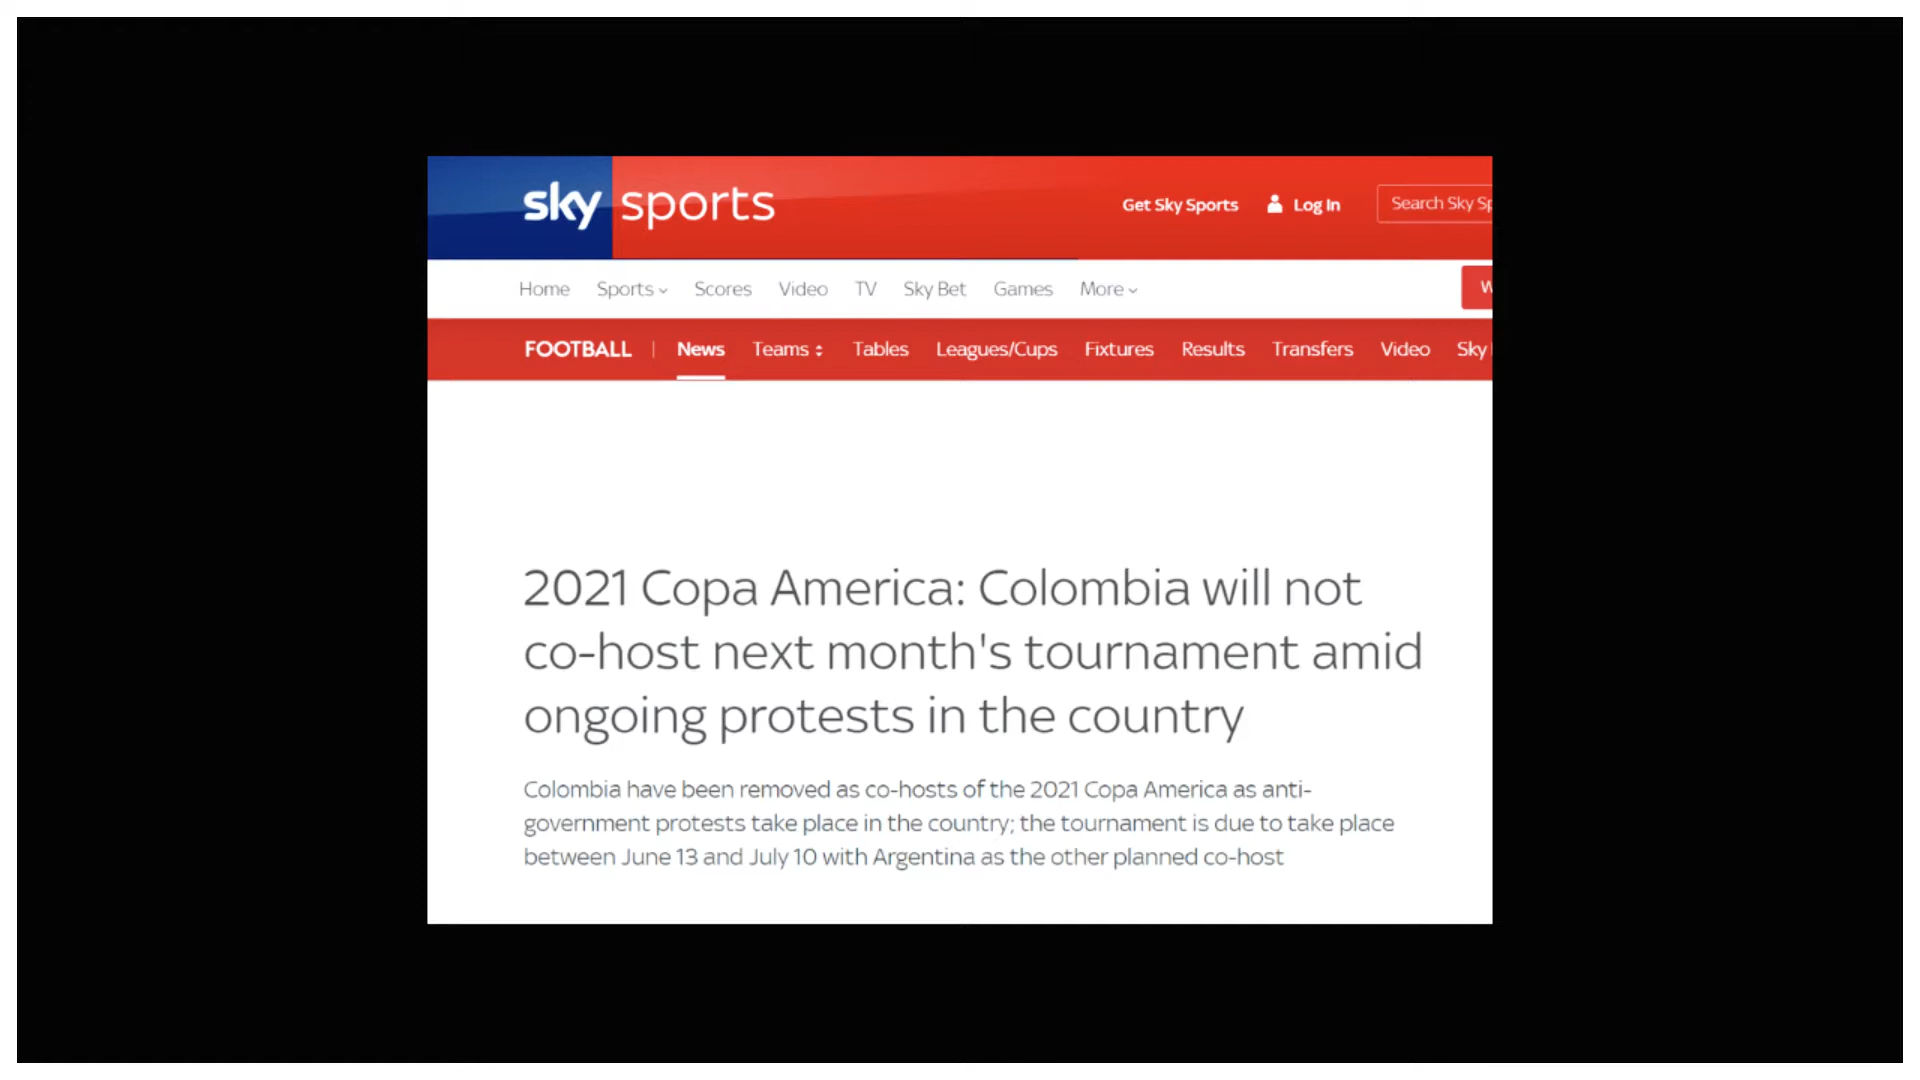 sky sports
Get Sky Sports Log In Search Sky
Home Sports Scores Video TV Sky Bet Games More
FOOTBALL | News Teams Tables Leagues/Cups Fixtures Results Transfers Video Sky
2021 Copa America: Colombia will not
co-host next month's tournament amid
ongoing protests in the country
Colombia have been removed as co-hosts of the 2021 Copa America as anti-
government protests take place in the country; the tournament is due to take place
between June 13 and July 10 with Argentina as the other planned co-host